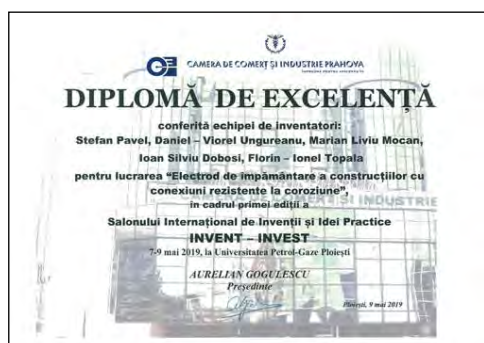 CAMERA DE COMERȚ ȘI INDUSTRIE PRAHOVA
DIPLOMĂ DE EXCELENȚĂ
conferită echipei de inventatori:
Stefan Pavel, Daniel – Viorel Ungureanu, Marian Liviu Mocan,
Ioan Silviu Dobosi, Florin – Ionel Topala
pentru lucrarea "Electrod de împământare a construcțiilor cu
conexiuni rezistente la coroziune",
în cadrul primei ediții a
Salonului Internațional de Invenții și Idei Practice
INVENT – INVEST
7-9 mai 2019, la Universitatea Petrol-Gaze Ploiești
AURELIAN GOGULESCU
Președinte
Ploiești, 9 mai 2019